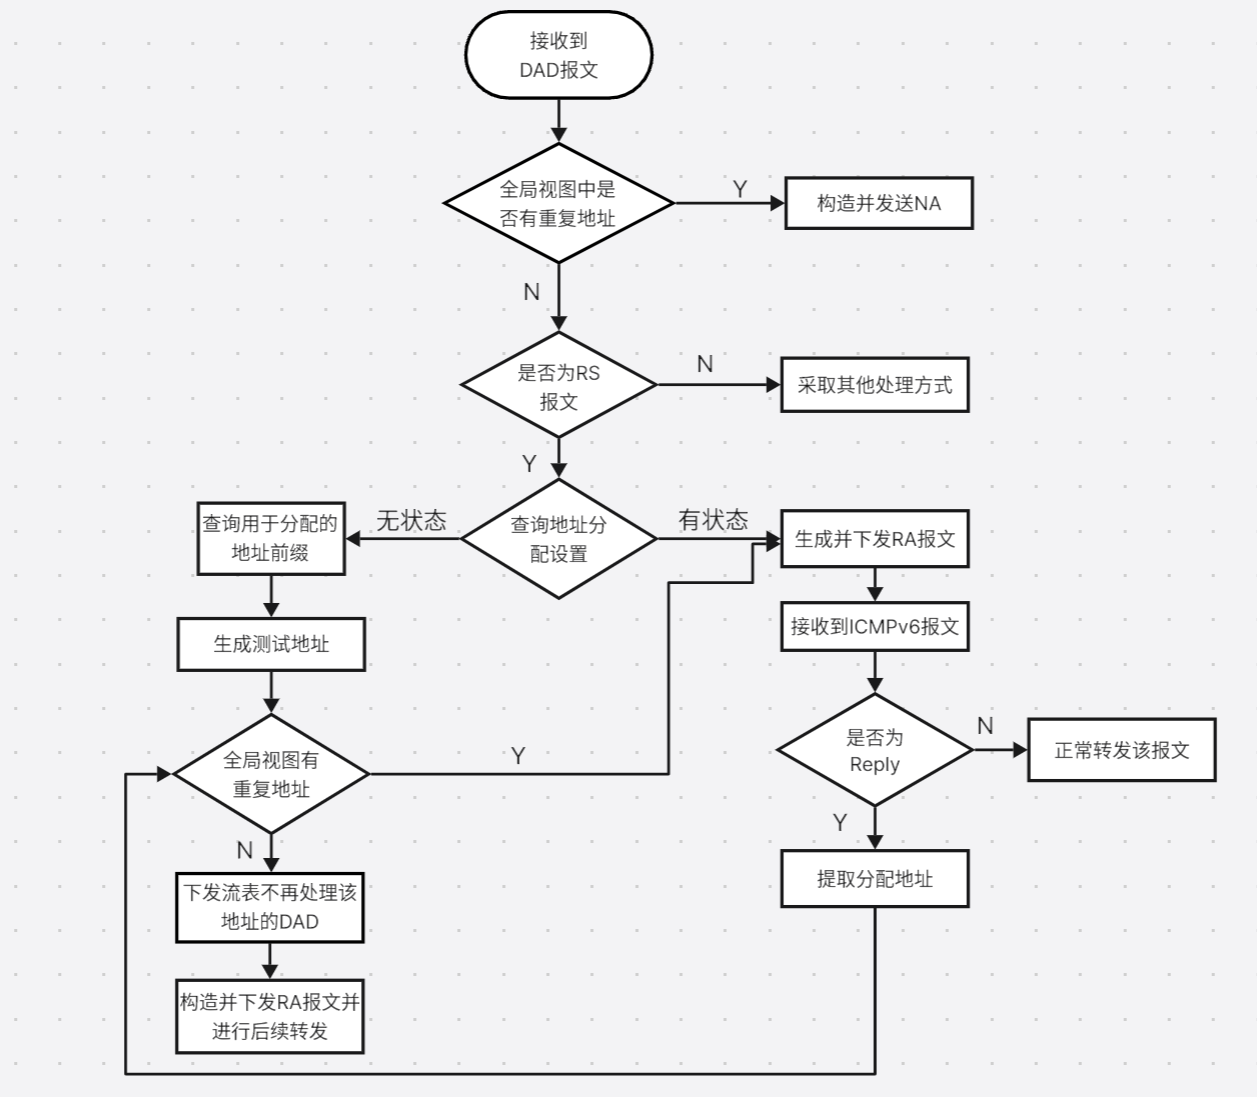 接收到
DAD报文
全局视图中是
否有重复地址
Y
构造并发送NA
N
是否为RS
报文
N
采取其他处理方式
Y
查询地址分
配设置
无状态
有状态
查询用于分配的
地址前缀
生成并下发RA报文
生成测试地址
接收到ICMPv6报文
全局视图有
重复地址
Y
是否为
Reply
N
正常转发该报文
N
Y
下发流表不再处理该
地址的DAD
提取分配地址
构造并下发RA报文并
进行后续转发